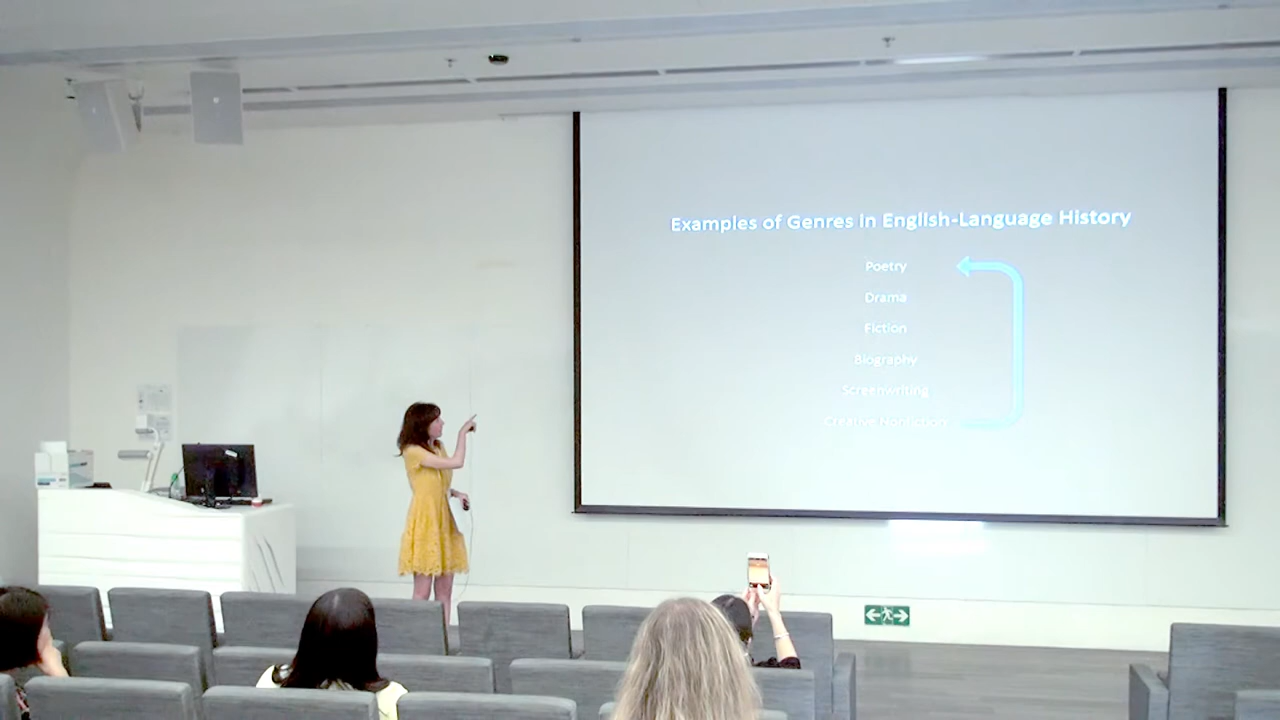 Examples of Genres in English-Language History
Poetry
Drama
Fiction
Biography
Screenwriting
Creative Nonfiction